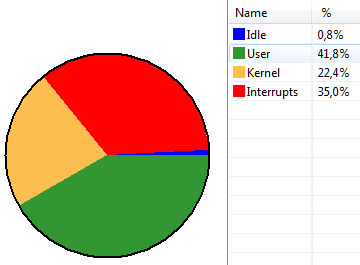 Name %
Idle 0,8%
User 41,8%
Kernel 22,4%
Interrupts 35,0%